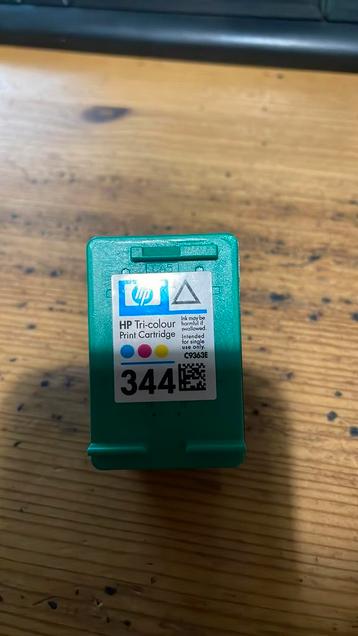 hp
HP Tri-colour
Print Cartridge
344
Ink may be
harmful if
swallowed.
Intended
for single
use only.
C9363E